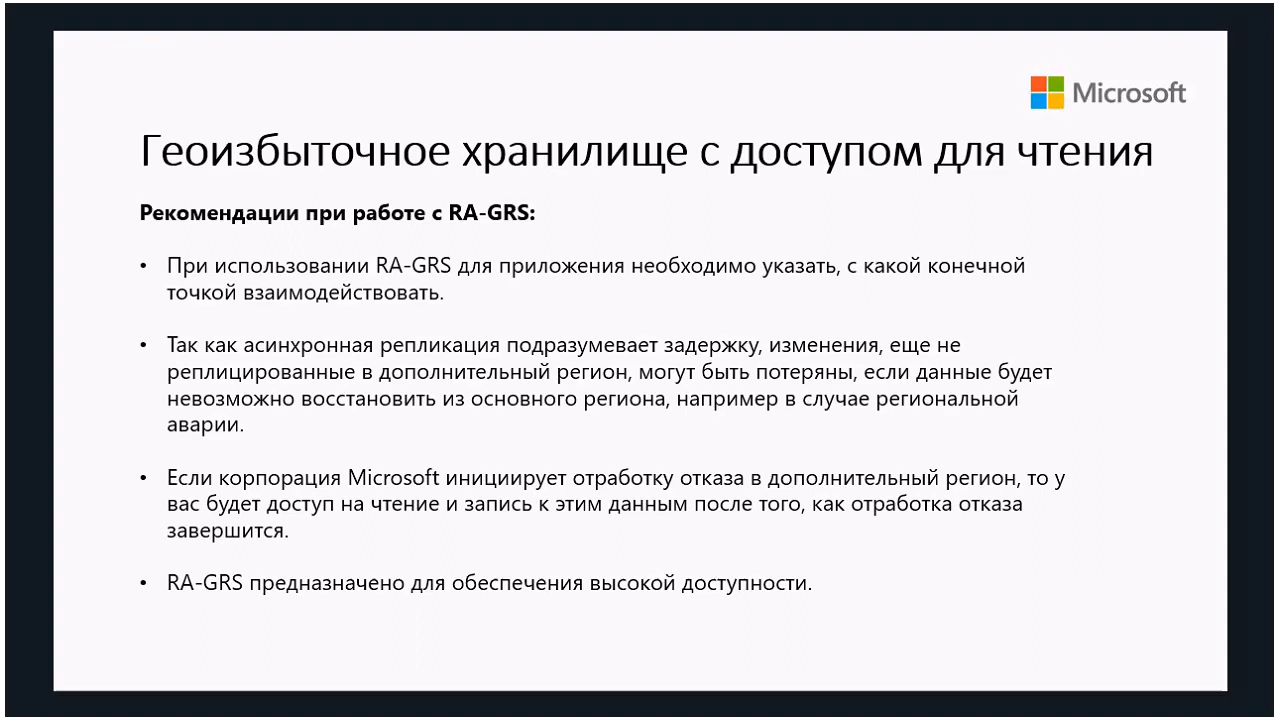 Microsoft
Геоизбыточное хранилище с доступом для чтения
Рекомендации при работе с RA-GRS:
• При использовании RA-GRS для приложения необходимо указать, с какой конечной
точкой взаимодействовать.
• Так как асинхронная репликация подразумевает задержку, изменения, еще не
реплицированные в дополнительный регион, могут быть потеряны, если данные будет
невозможно восстановить из основного региона, например в случае региональной
аварии.
• Если корпорация Microsoft инициирует отработку отказа в дополнительный регион, то у
вас будет доступ на чтение и запись к этим данным после того, как отработка отказа
завершится.
• RA-GRS предназначено для обеспечения высокой доступности.